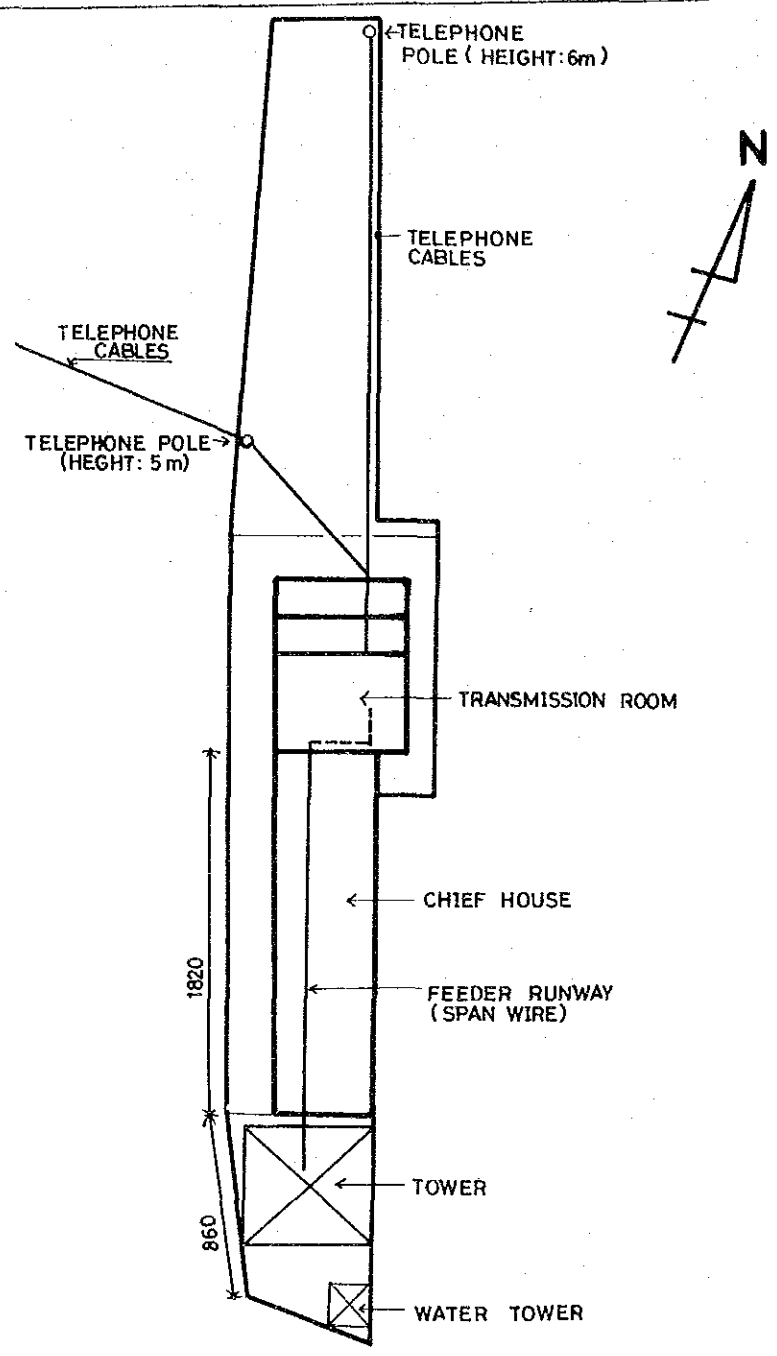 TELEPHONE
POLE ( HEIGHT:6m )
N
TELEPHONE
CABLES
TELEPHONE
CABLES
TELEPHONE POLE
(HEGHT: 5m)
TRANSMISSION ROOM
CHIEF HOUSE
1820
FEEDER RUNWAY
( SPAN WIRE)
TOWER
860
WATER TOWER